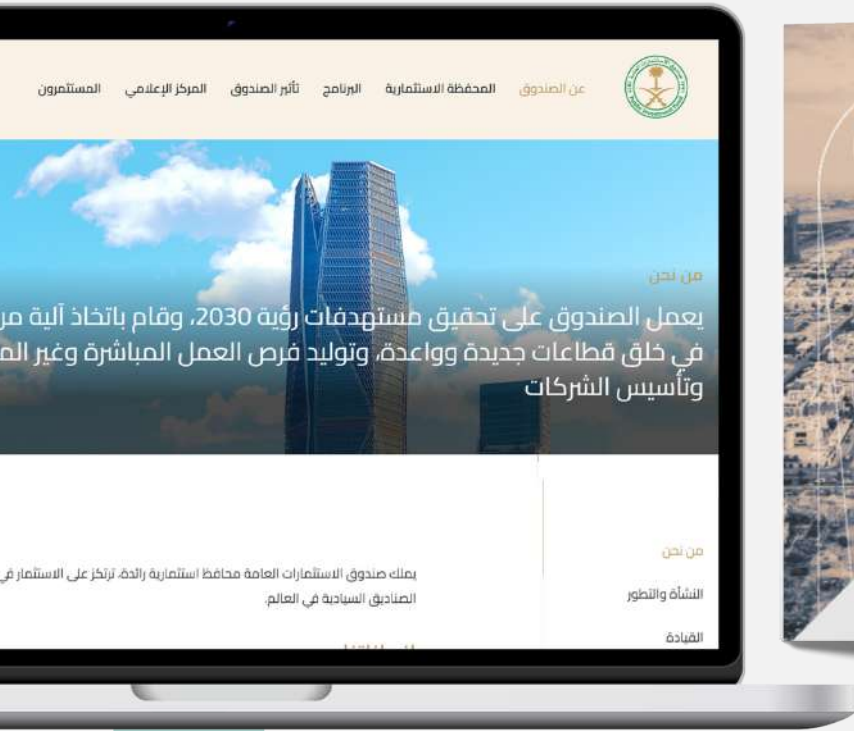 عن الصندوق
المحفظة الاستثمارية
البرنامج
تأثير الصندوق
المركز الإعلامي
المستثمرون
من نحن
يعمل الصندوق على تحقيق مستهدفات رؤية 2030، وقام باتخاذ آلية
في خلق قطاعات جديدة وواعدة، وتوليد فرص العمل المباشرة وغير
وتأسيس الشركات
من نحن
النشأة والتطور
القيادة
يملك صندوق الاستثمارات العامة محافظ استثمارية رائدة، ترتكز على الاستثمار في
الصناديق السيادية في العالم.